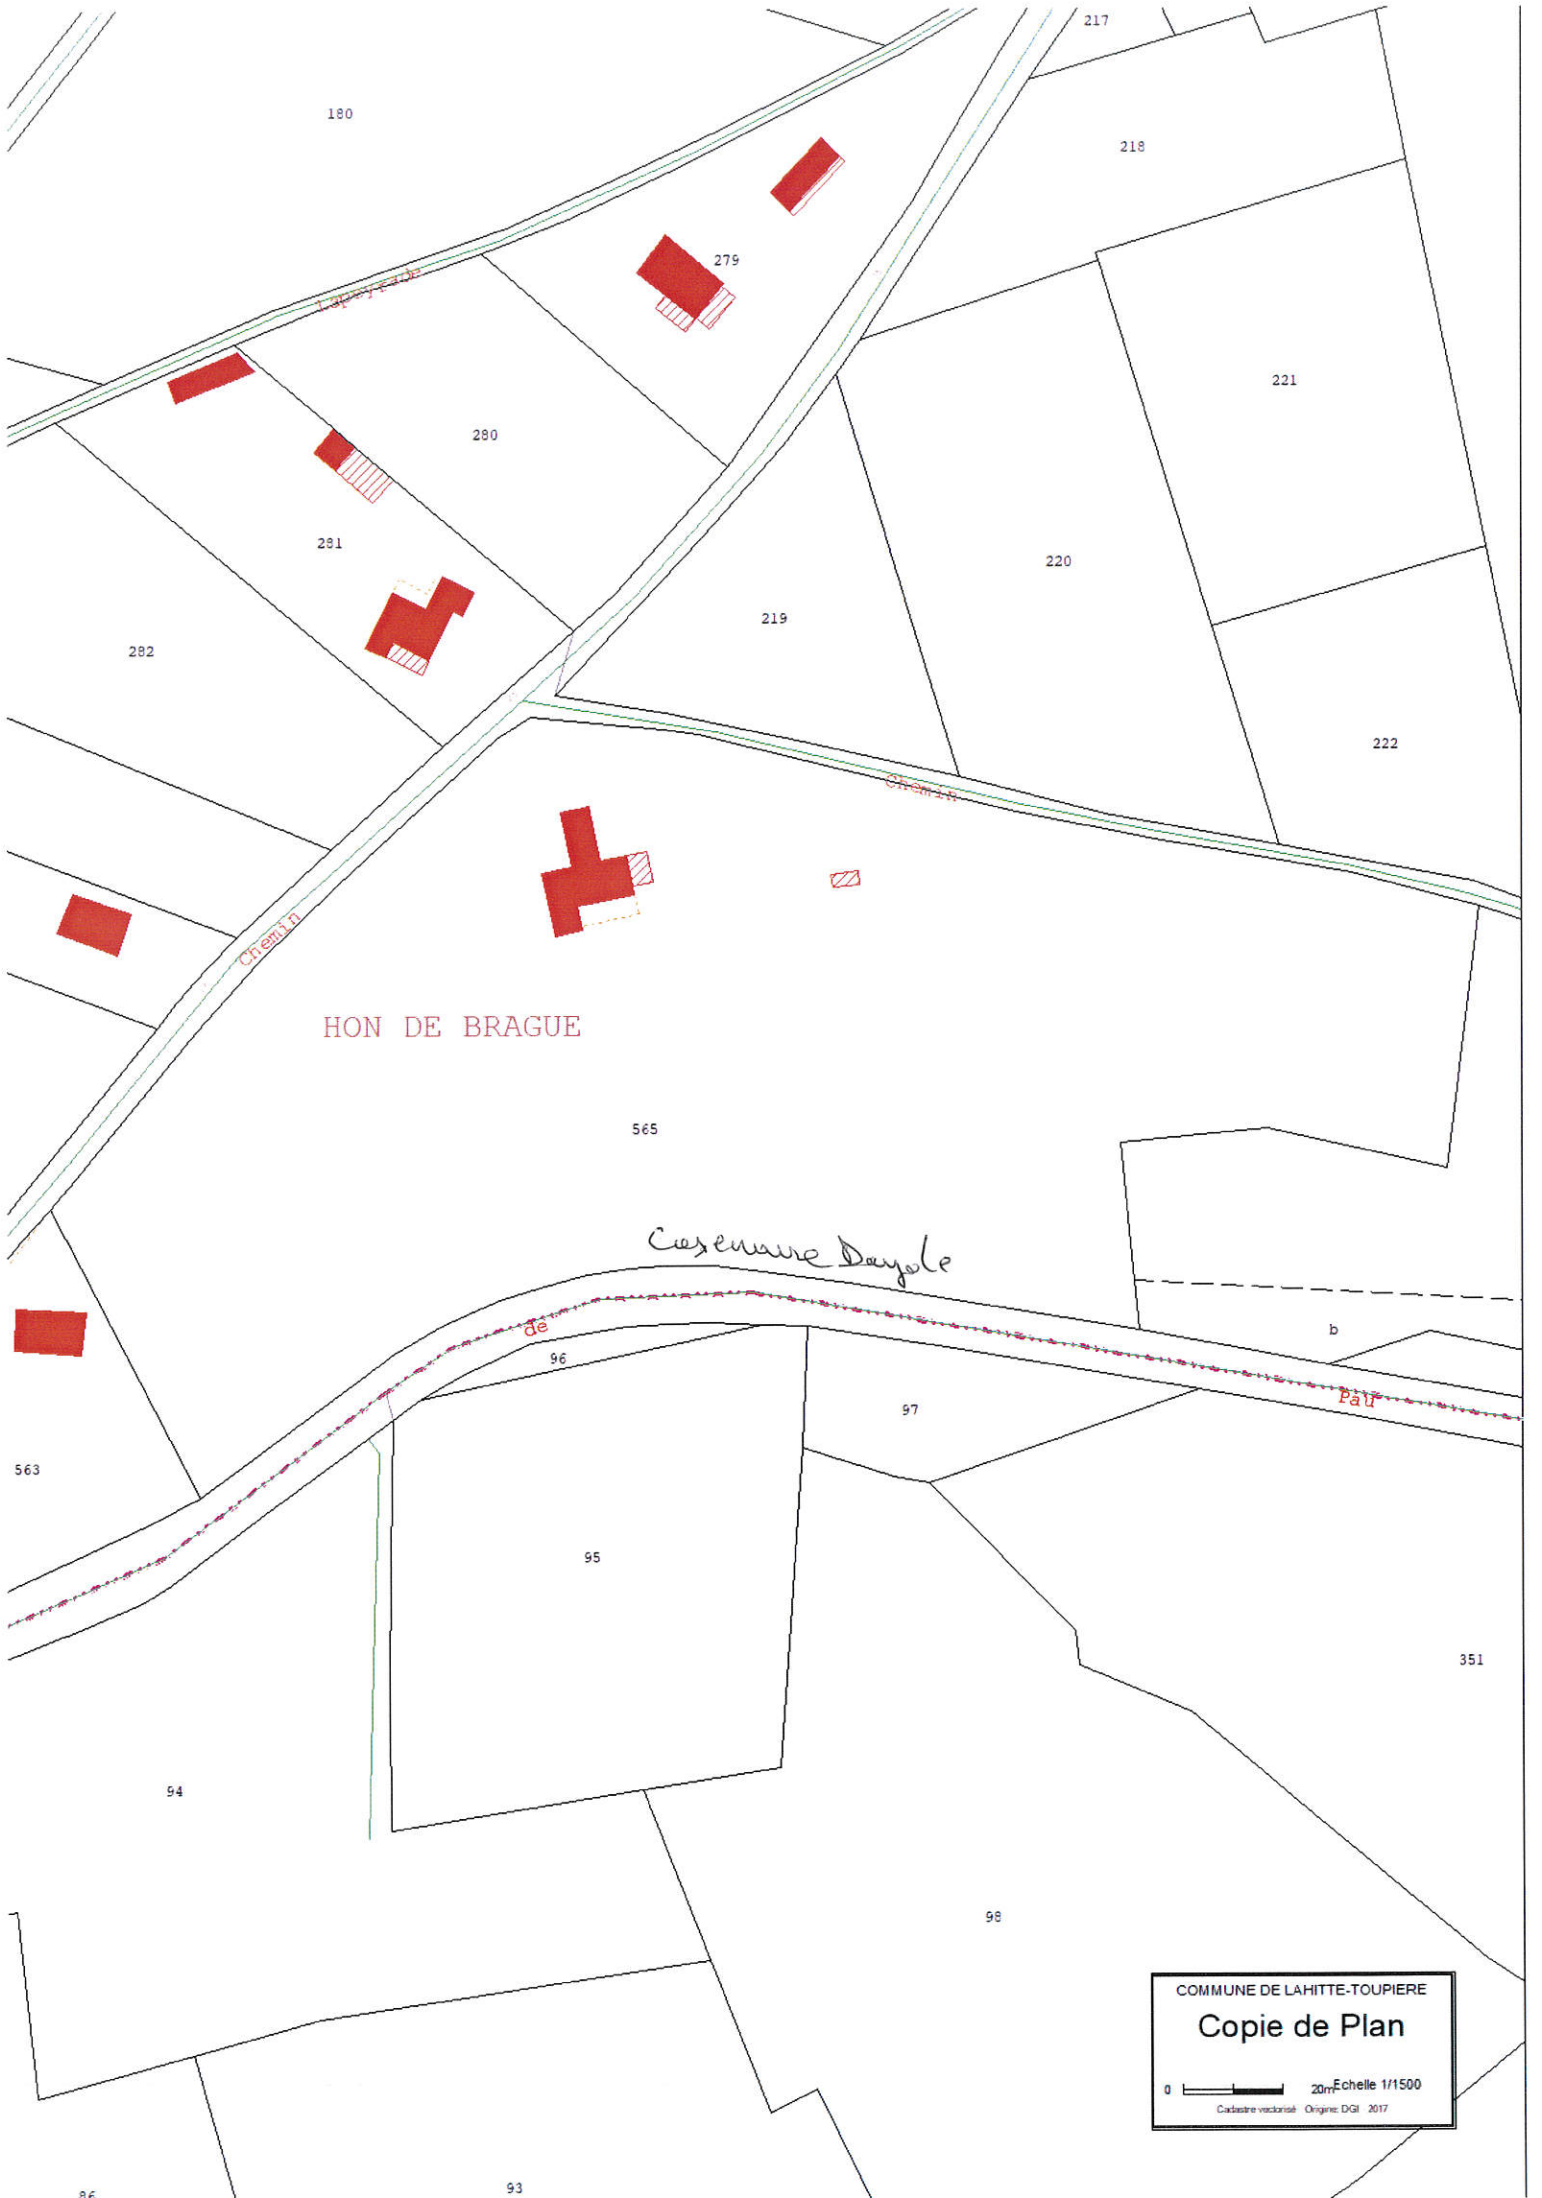 217
180
218
279
Lapeyrade
221
280
281
220
219
282
222
Chemin
Chemin
HON DE BRAGUE
565
de
b
96
Pau
97
563
95
351
94
98
COMMUNE DE LAHITTE-TOUPIERE
Copie de Plan
0 20m Echelle 1/1500
Cadastre vectorisé Origine: DGI 2017
93
86